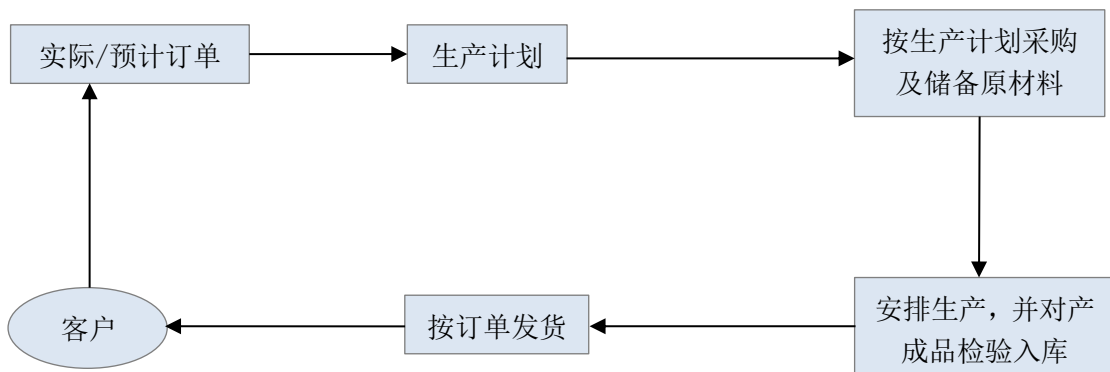 实际/预计订单
生产计划
按生产计划采购
及储备原材料
客户
按订单发货
安排生产，并对产
成品检验入库